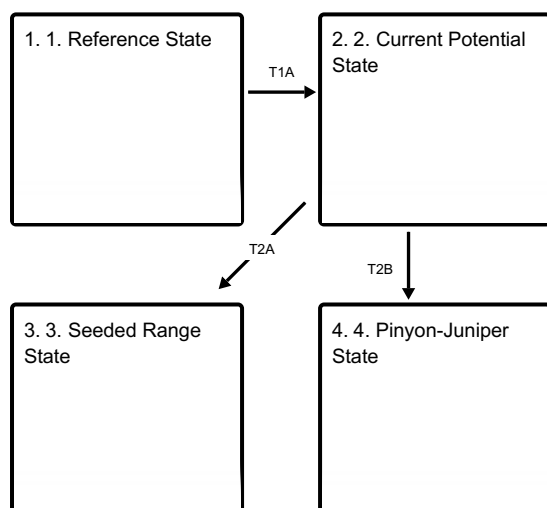 1. 1. Reference State
2. 2. Current Potential
State
T1A
T2A
T2B
3. 3. Seeded Range
State
4. 4. Pinyon-Juniper
State